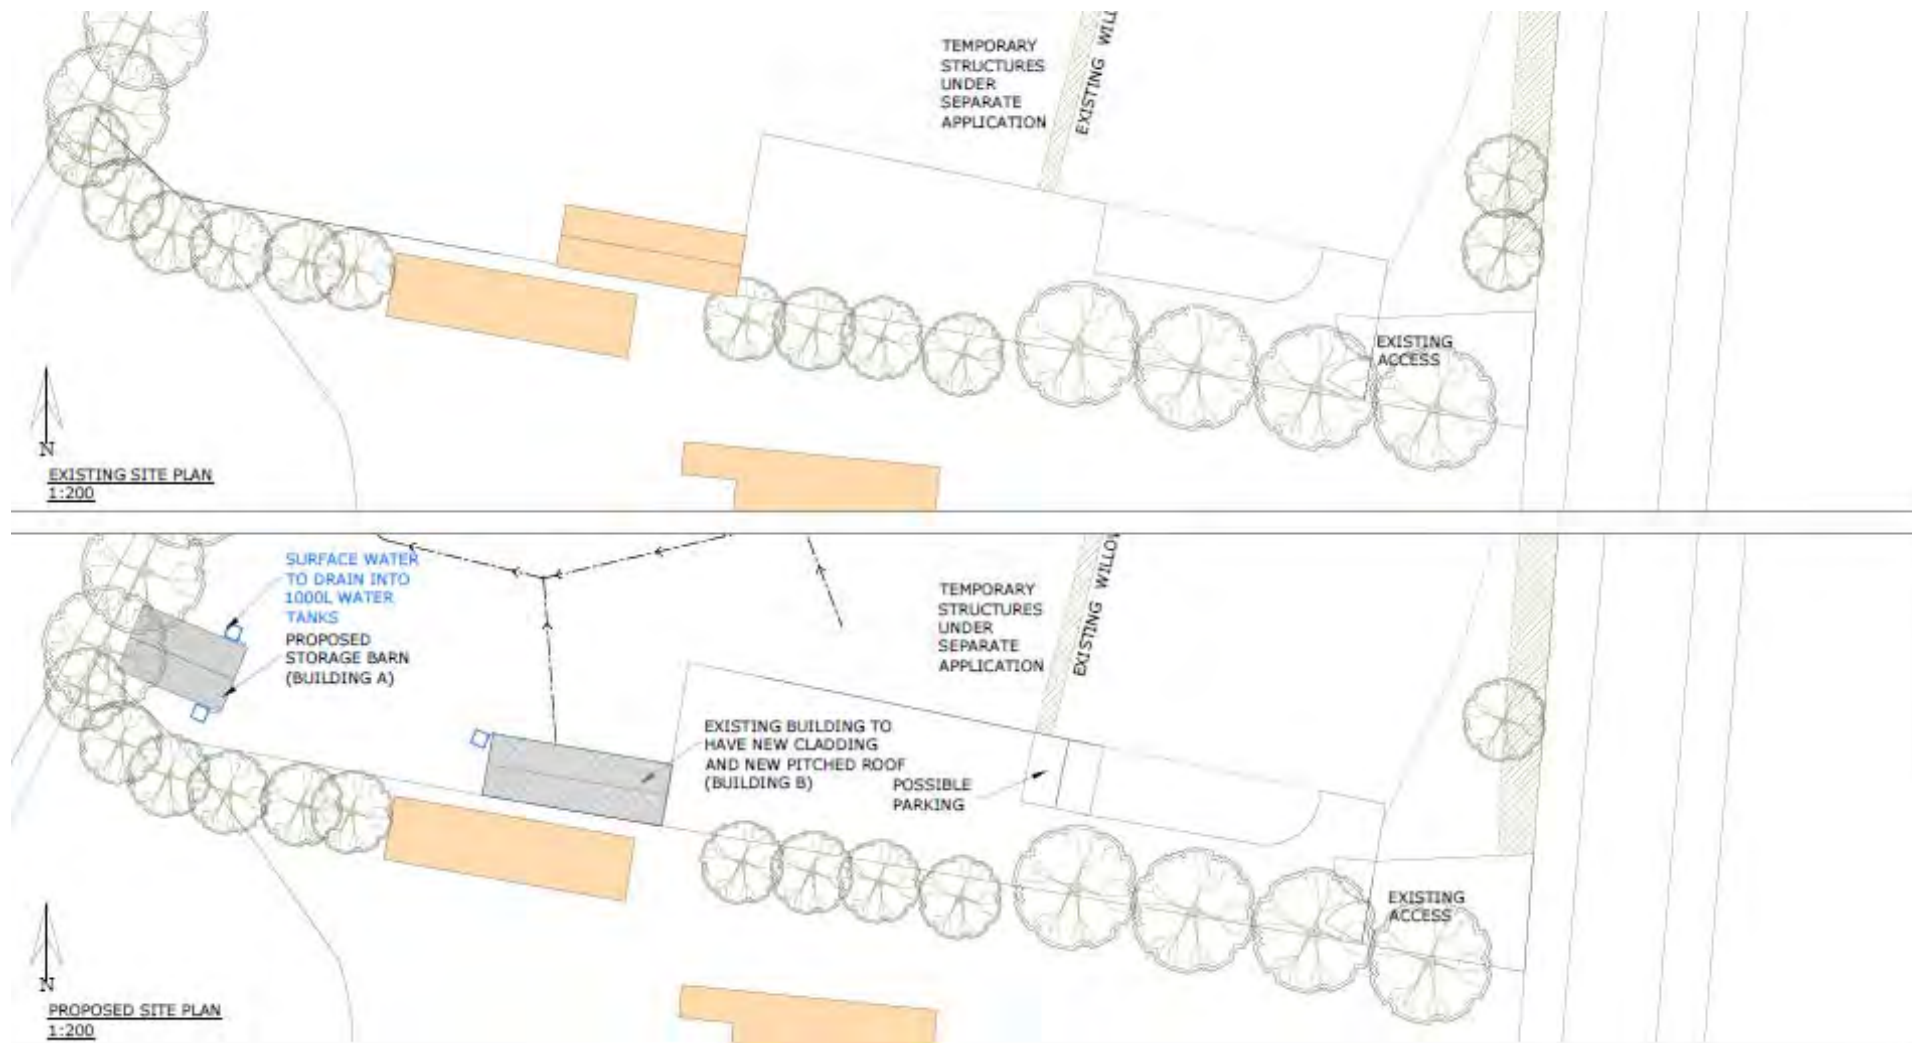 TEMPORARY
STRUCTURES
UNDER
SEPARATE
APPLICATION
EXISTING
EXISTING
ACCESS
N
EXISTING SITE PLAN
1:200
SURFACE WATER
TO DRAIN INTO
1000L WATER
TANKS
PROPOSED
STORAGE BARN
(BUILDING A)
TEMPORARY
STRUCTURES
UNDER
SEPARATE
APPLICATION
EXISTING
EXISTING BUILDING TO
HAVE NEW CLADDING
AND NEW PITCHED ROOF
(BUILDING B)
POSSIBLE
PARKING
EXISTING
ACCESS
N
PROPOSED SITE PLAN
1:200